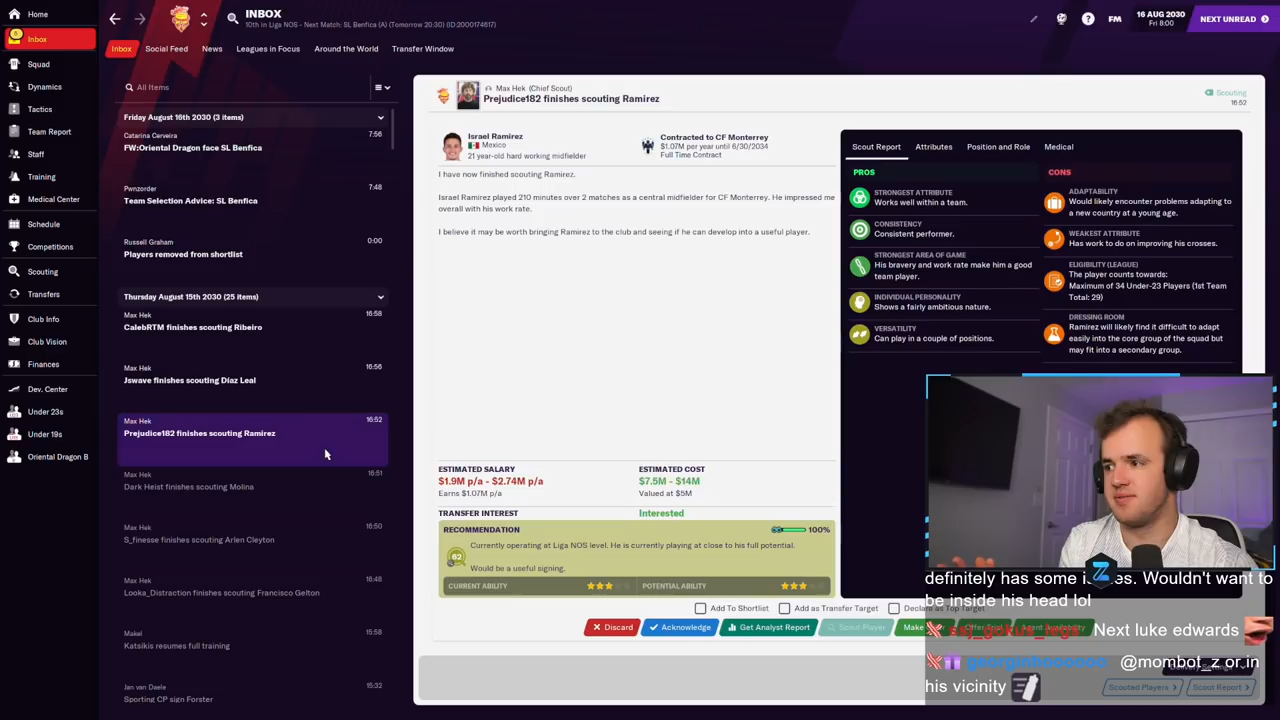 Home
INBOX
10th in Liga NOS - Next Match: SL Benfica (A) (Tomorrow 20:30) (ID:2000174617)
FM
16 AUG 2030
Fri 8:00
NEXT UNREAD
Inbox
Social Feed
News
Leagues in Focus
Around the World
Transfer Window
Inbox
Squad
Dynamics
Tactics
Team Report
Staff
Training
Medical Center
Schedule
Competitions
Scouting
Transfers
Club Info
Club Vision
Finances
Dev. Center
Under 23s
Under 19s
Oriental Dragon B
All Items
Friday August 16th 2030 (3 items)
Catarina Cerveira 7:56
FW:Oriental Dragon face SL Benfica
Pwnzorder 7:48
Team Selection Advice: SL Benfica
Russell Graham 0:00
Players removed from shortlist
Thursday August 15th 2030 (25 items)
Max Hek 16:58
CalebRTM finishes scouting Ribeiro
Max Hek 16:56
Jswave finishes scouting Díaz Leal
Max Hek 16:52
Prejudice182 finishes scouting Ramirez
Max Hek 16:51
Dark Heist finishes scouting Molina
Max Hek 16:50
S_finesse finishes scouting Arlen Cleyton
Max Hek 16:48
Looka_Distraction finishes scouting Francisco Gelton
Makei 15:58
Katsikis resumes full training
Jan van Daele 15:32
Sporting CP sign Forster
Max Hek (Chief Scout)
Prejudice182 finishes scouting Ramirez
Scouting
16:52
Israel Ramirez
Mexico
21 year-old hard working midfielder
Contracted to CF Monterrey
$1.07M per year until 6/30/2034
Full Time Contract
I have now finished scouting Ramirez.
Israel Ramirez played 210 minutes over 2 matches as a central midfielder for CF Monterrey. He impressed me
overall with his work rate.
I believe it may be worth bringing Ramirez to the club and seeing if he can develop into a useful player.
ESTIMATED SALARY
$1.9M p/a - $2.74M p/a
Earns $1.07M p/a
ESTIMATED COST
$7.5M - $14M
Valued at $5M
TRANSFER INTEREST
Interested
RECOMMENDATION
100%
62
Currently operating at Liga NOS level. He is currently playing at close to his full potential.
Would be a useful signing.
CURRENT ABILITY
POTENTIAL ABILITY
Scout Report
Attributes
Position and Role
Medical
PROS
STRONGEST ATTRIBUTE
Works well within a team.
CONSISTENCY
Consistent performer.
STRONGEST AREA OF GAME
His bravery and work rate make him a good
team player.
INDIVIDUAL PERSONALITY
Shows a fairly ambitious nature.
VERSATILITY
Can play in a couple of positions.
CONS
ADAPTABILITY
Would likely encounter problems adapting to
a new country at a young age.
WEAKEST ATTRIBUTE
Has work to do on improving his crosses.
ELIGIBILITY (LEAGUE)
The player counts towards:
Maximum of 34 Under-23 Players (1st Team
Total: 29)
DRESSING ROOM
Ramirez will likely find it difficult to adapt
easily into the core group of the squad but
may fit into a secondary group.
Add To Shortlist
Add as Transfer Target
Declare as Top Target
Discard
Acknowledge
Get Analyst Report
Scout Player
Scouted Players
Scout Report
Z
definitely has some
Wouldn't want to
be inside his head lol
Next luke edwards
georginhoooooo @mombot_z or in
his vicinity